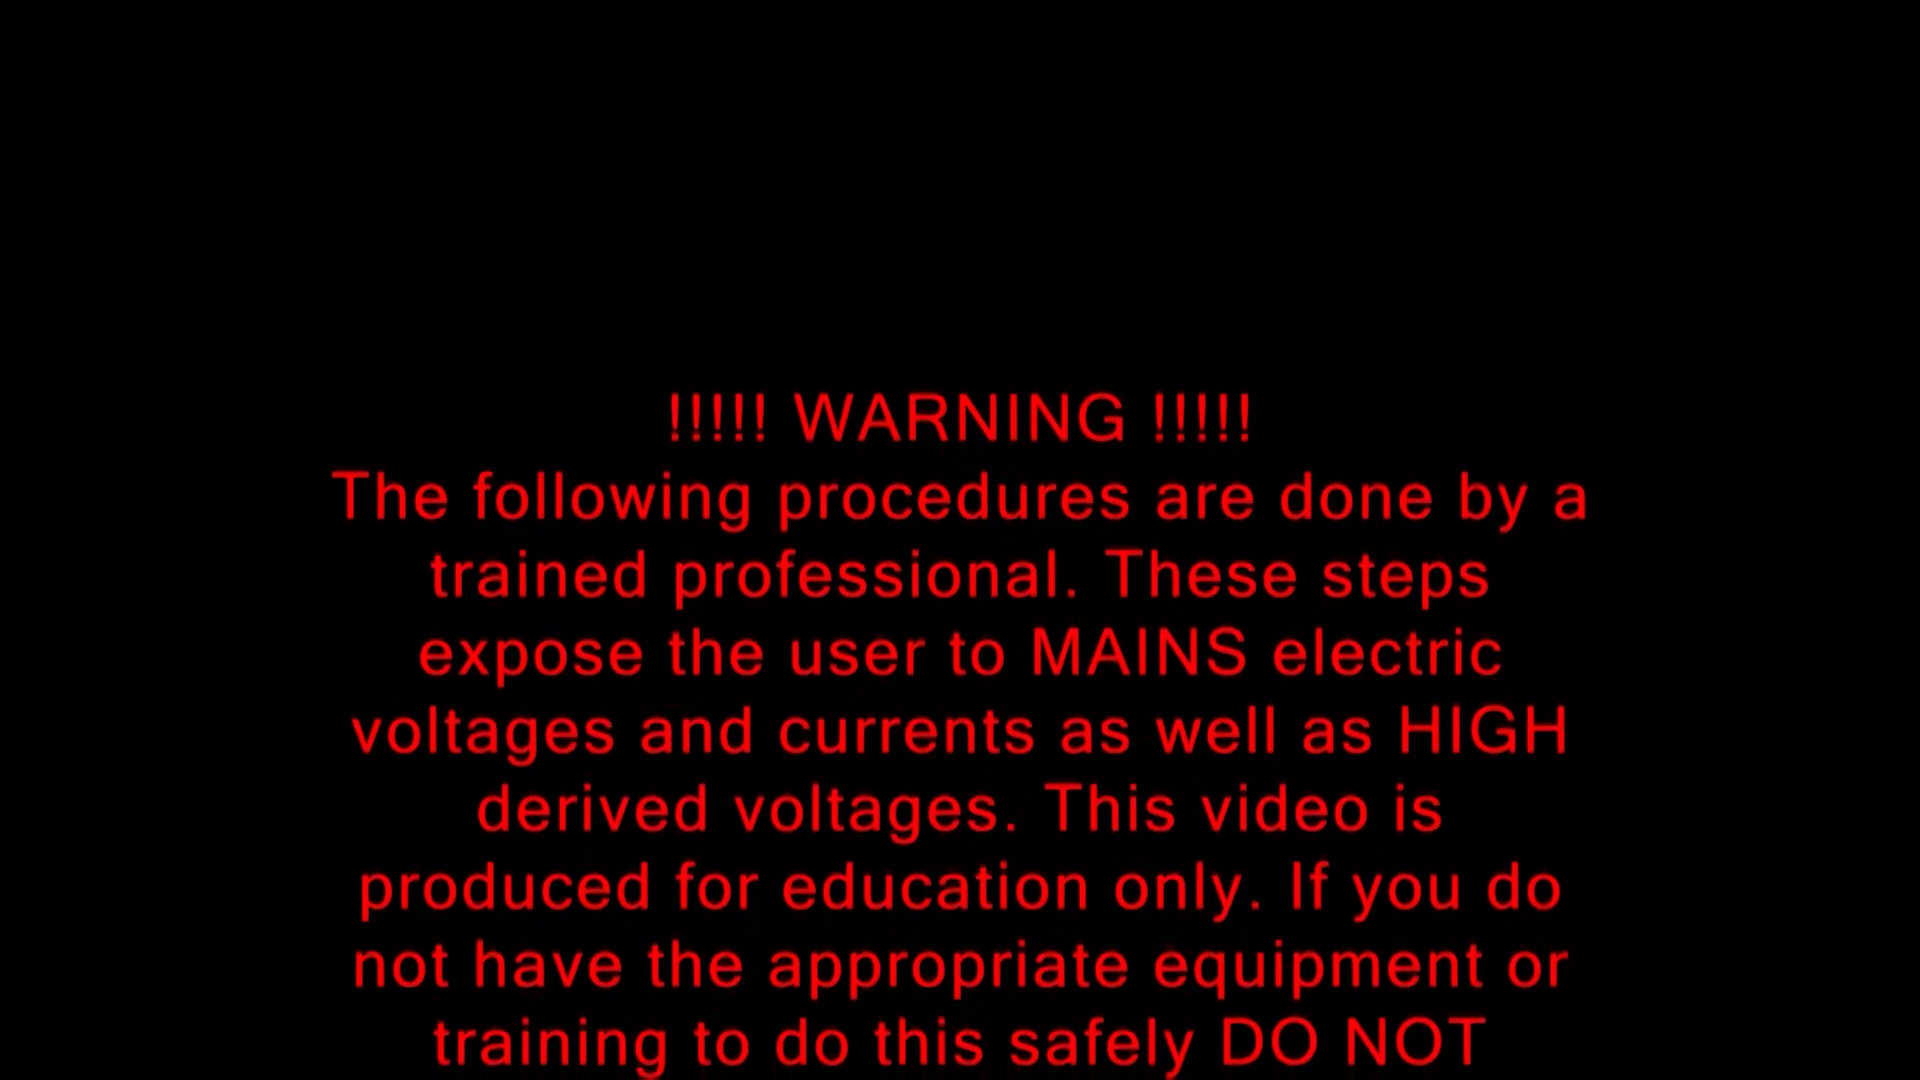 !!!!! WARNING !!!!!
The following procedures are done by a
trained professional. These steps
expose the user to MAINS electric
voltages and currents as well as HIGH
derived voltages. This video is
produced for education only. If you do
not have the appropriate equipment or
training to do this safely DO NOT